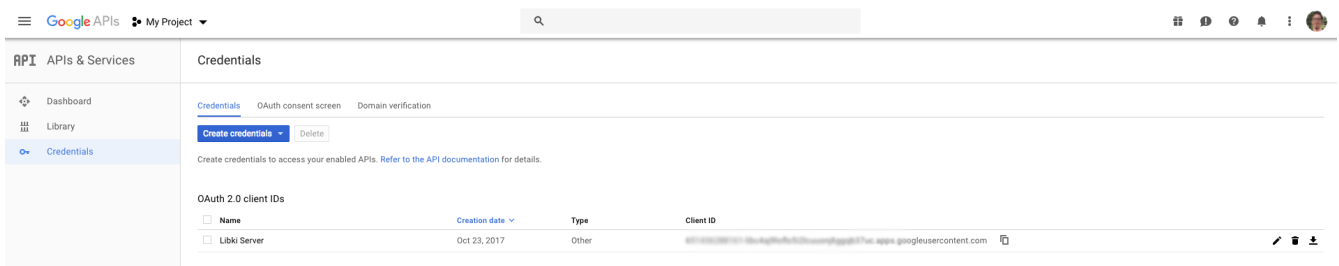 Google APIs My Project
API APIs & Services
Credentials
Dashboard
Library
Credentials
Credentials OAuth consent screen Domain verification
Create credentials Delete
Create credentials to access your enabled APIs. Refer to the API documentation for details.
OAuth 2.0 client IDs
Name Creation date Type Client ID
Libki Server Oct 23, 2017 Other .apps.googleusercontent.com